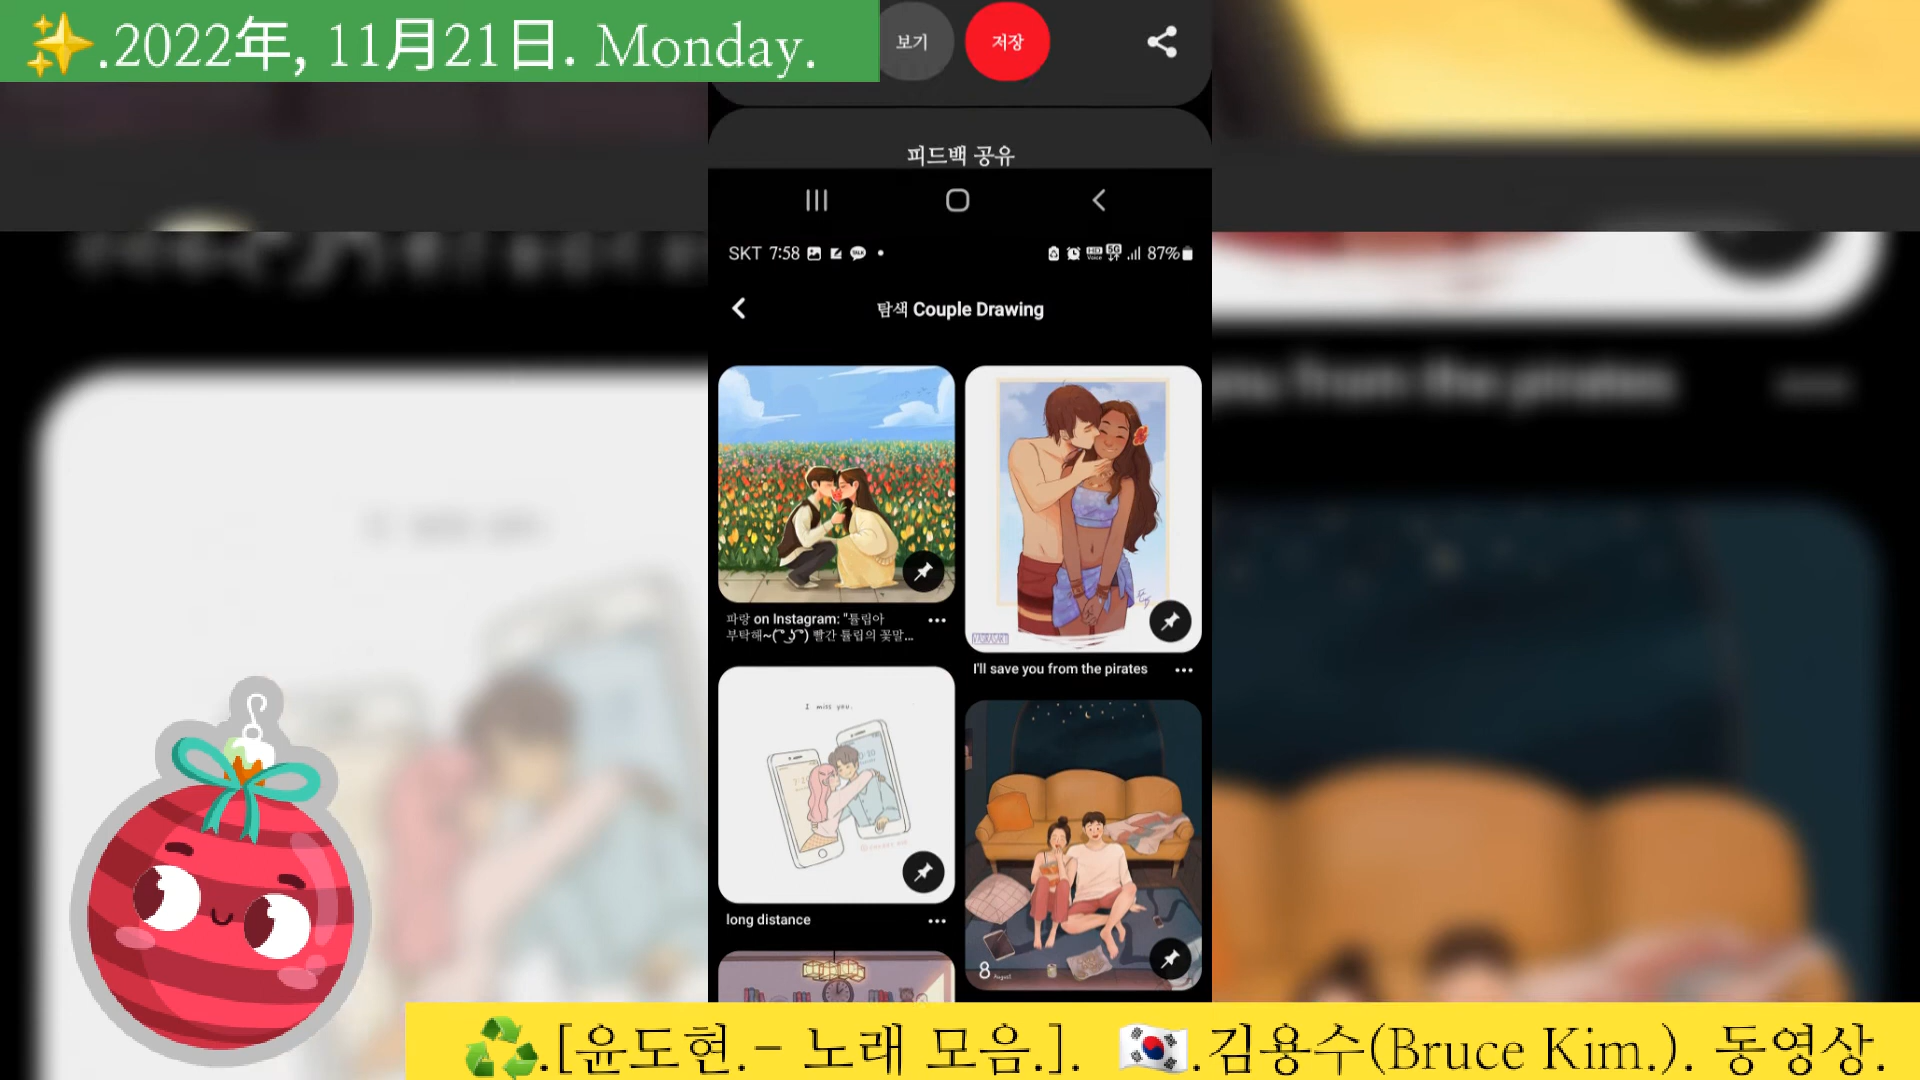 ✨.2022年, 11月21日. Monday.
보기
저장
피드백 공유
SKT 7:58
87%
탐색 Couple Drawing
파랑 on Instagram: "튤립아
부탁해~( ͡° ͜ʖ ͡°) 빨간 튤립의 꽃말...
I'll save you from the pirates
I miss you.
long distance
8 August
♻️.[윤도현.- 노래 모음.]. 🇰🇷.김용수(Bruce Kim.). 동영상.